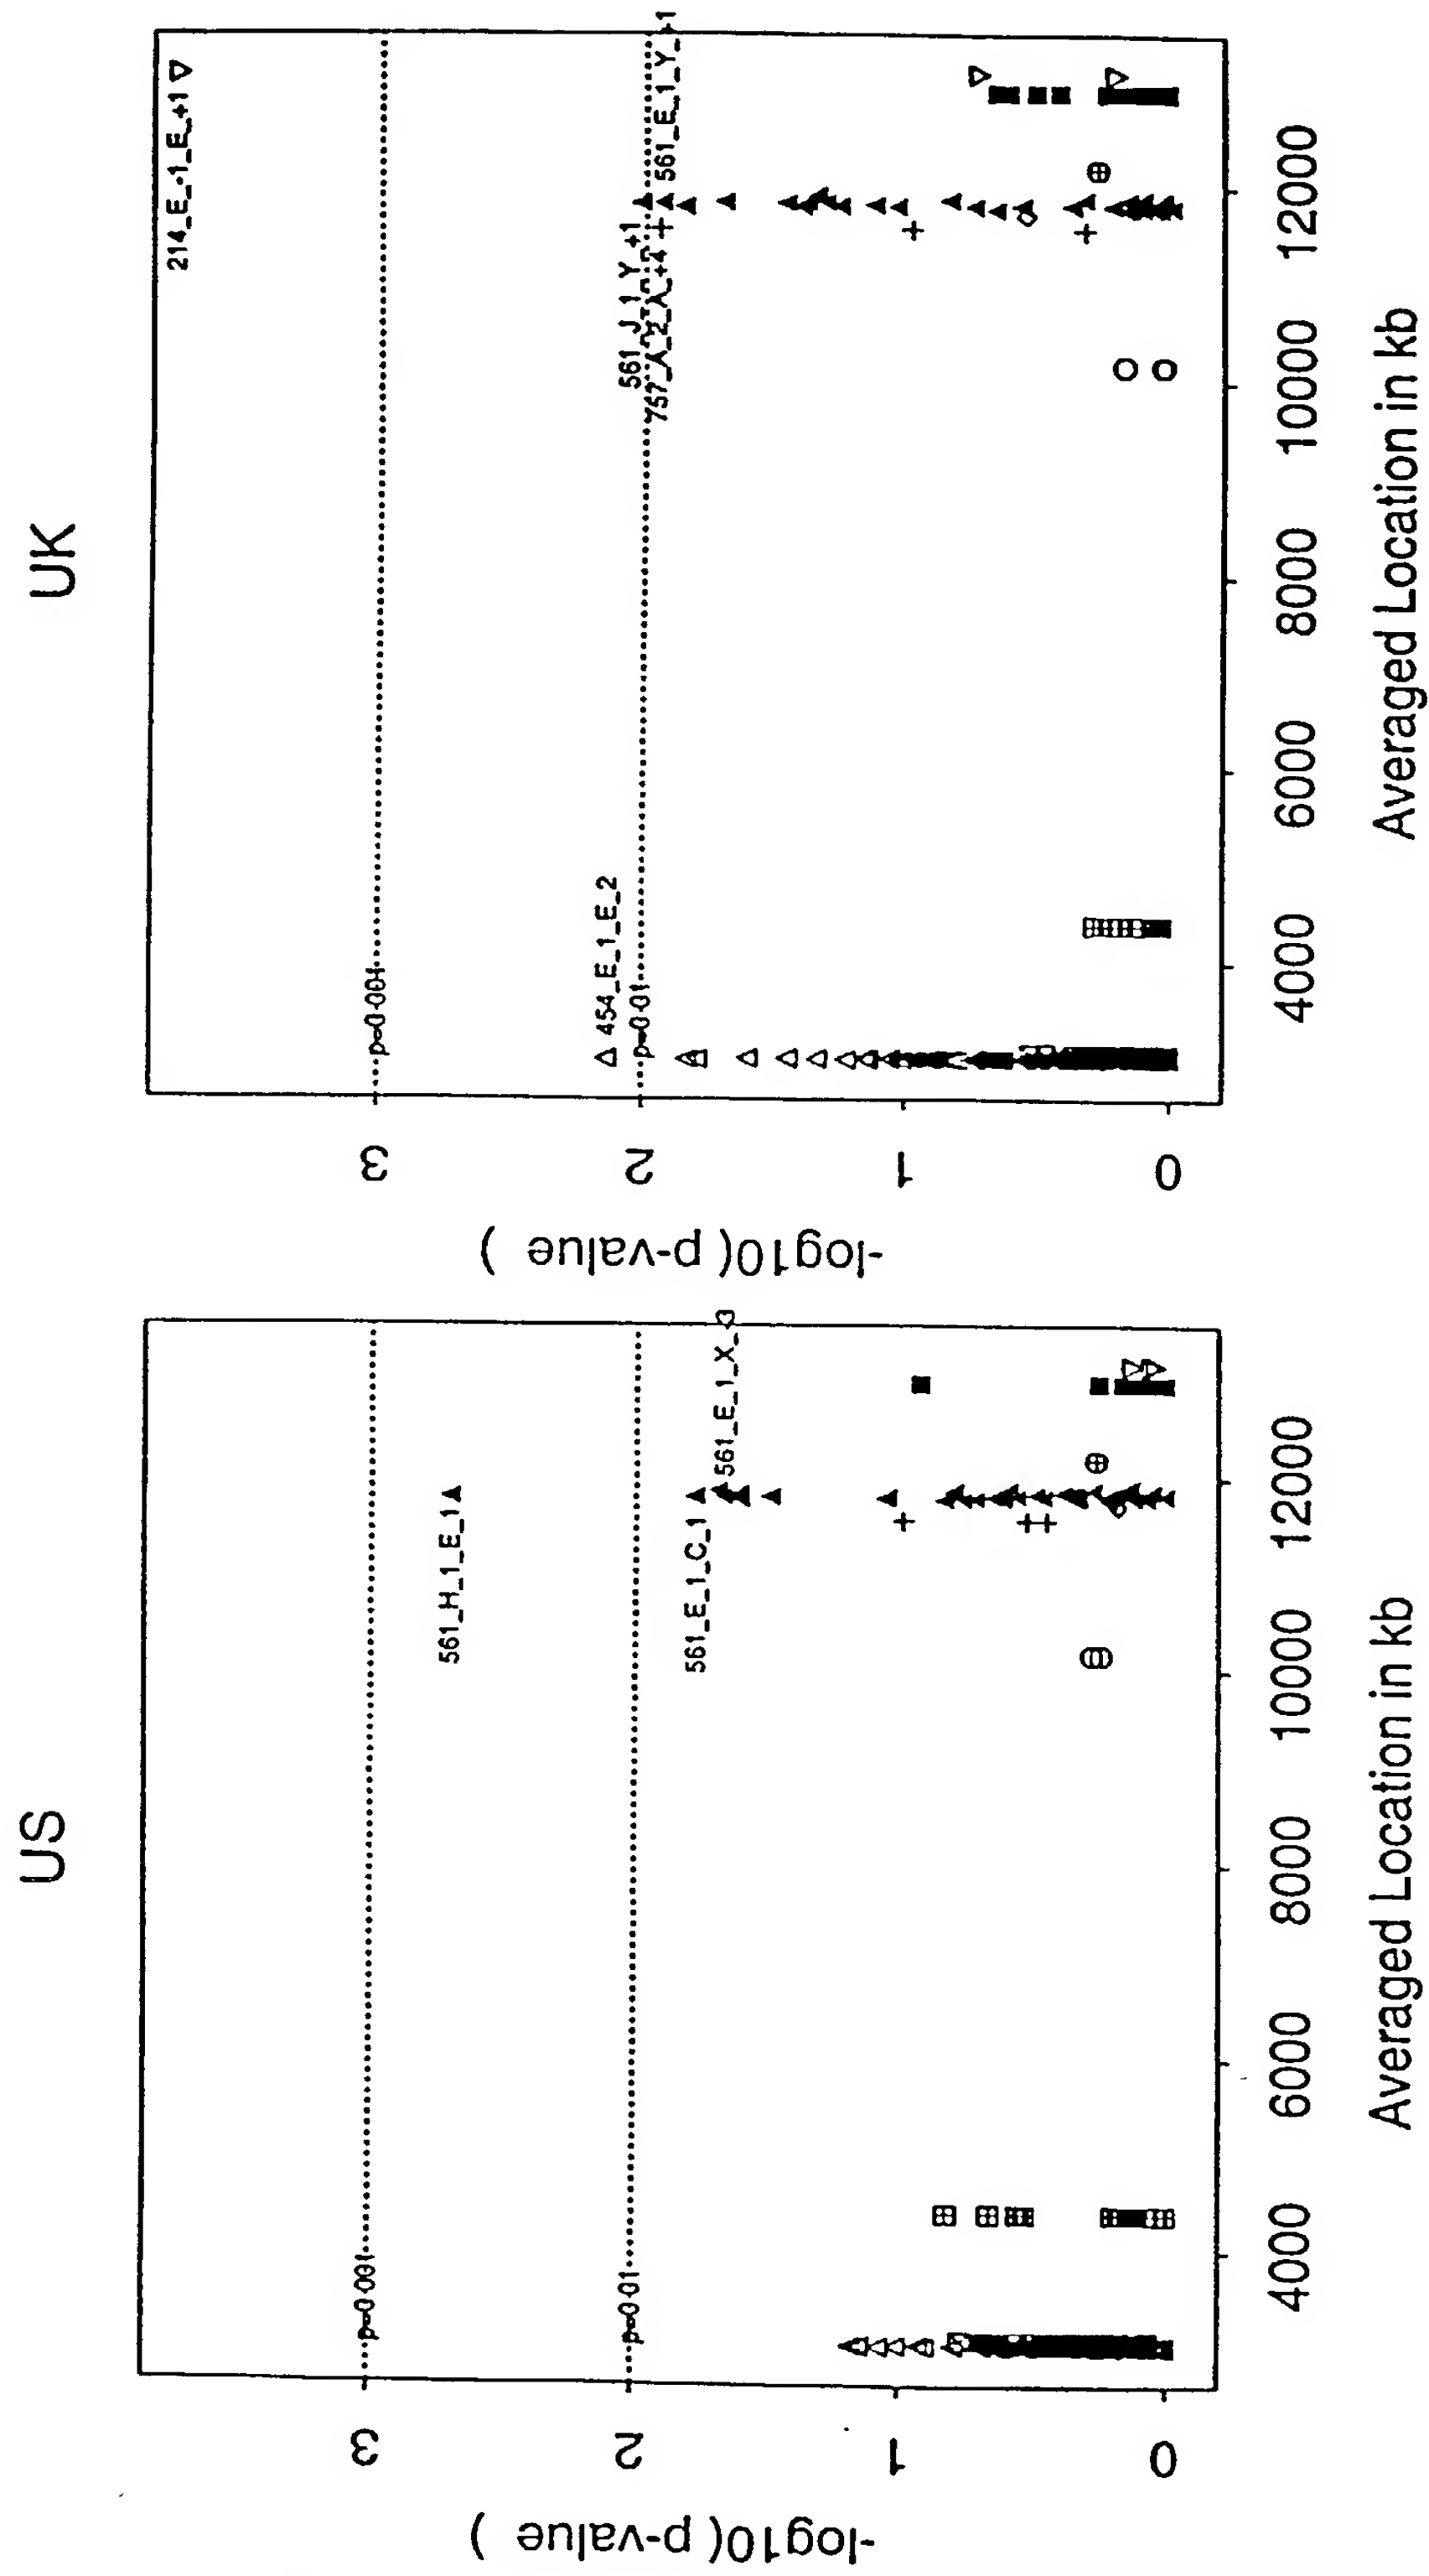 US
-log10( p-value )
3
2
1
0
p=0.001
p=0.01
561_H_1_E_1
561_E_1_C_1
561_E_1_X_
4000
6000
8000
10000
12000
Averaged Location in kb
UK
-log10( p-value )
3
2
1
0
p=0.001
p=0.01
214_E_-1_E_+1
454_E_1_E_2
561_J_1_Y_+1
757_A_2_A_+4
561_E_1_Y_+1
4000
6000
8000
10000
12000
Averaged Location in kb